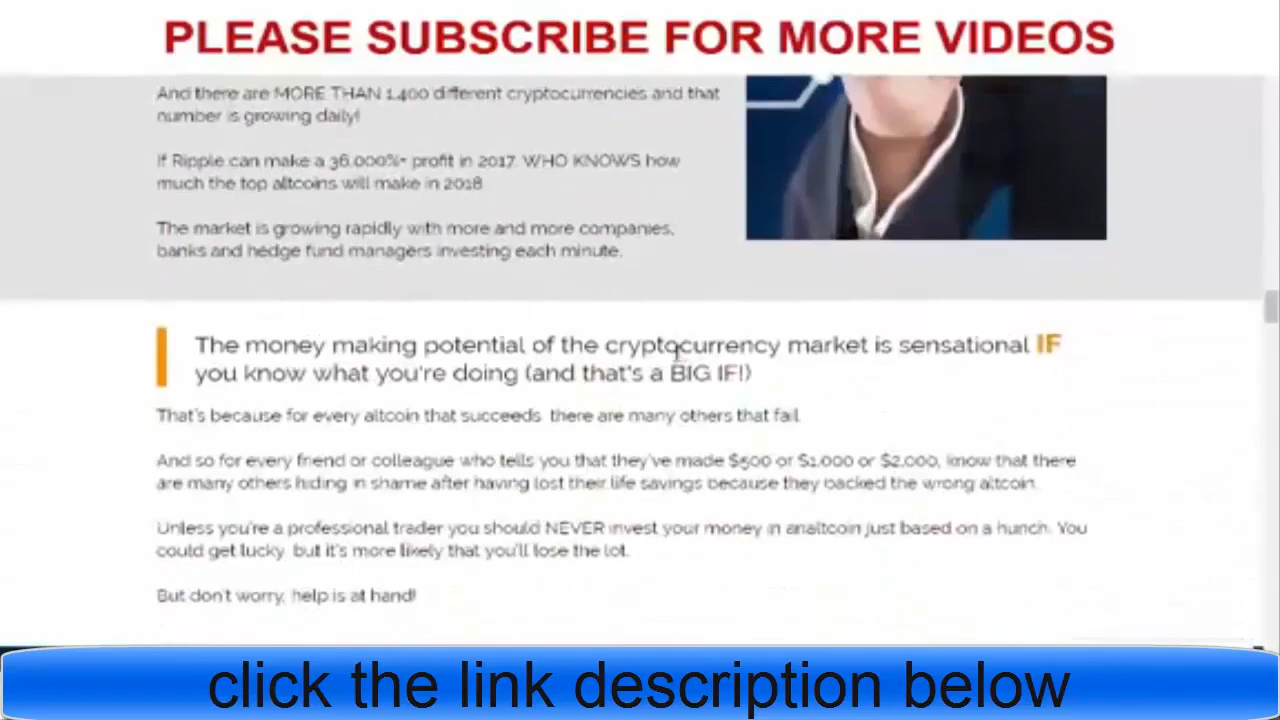 PLEASE SUBSCRIBE FOR MORE VIDEOS
And there are MORE THAN 1,400 different cryptocurrencies and that
number is growing daily!
If Ripple can make a 36,000%+ profit in 2017, WHO KNOWS how
much the top altcoins will make in 2018.
The market is growing rapidly with more and more companies,
banks and hedge fund managers investing each minute.
The money making potential of the cryptocurrency market is sensational IF
you know what you're doing (and that's a BIG IF!)
That's because for every altcoin that succeeds, there are many others that fail.
And so for every friend or colleague who tells you that they've made $500 or $1,000 or $2,000, know that there
are many others hiding in shame after having lost their life savings because they backed the wrong altcoin.
Unless you're a professional trader you should NEVER invest your money in analtcoin just based on a hunch. You
could get lucky, but it's more likely that you'll lose the lot.
But don't worry, help is at hand!
click the link description below